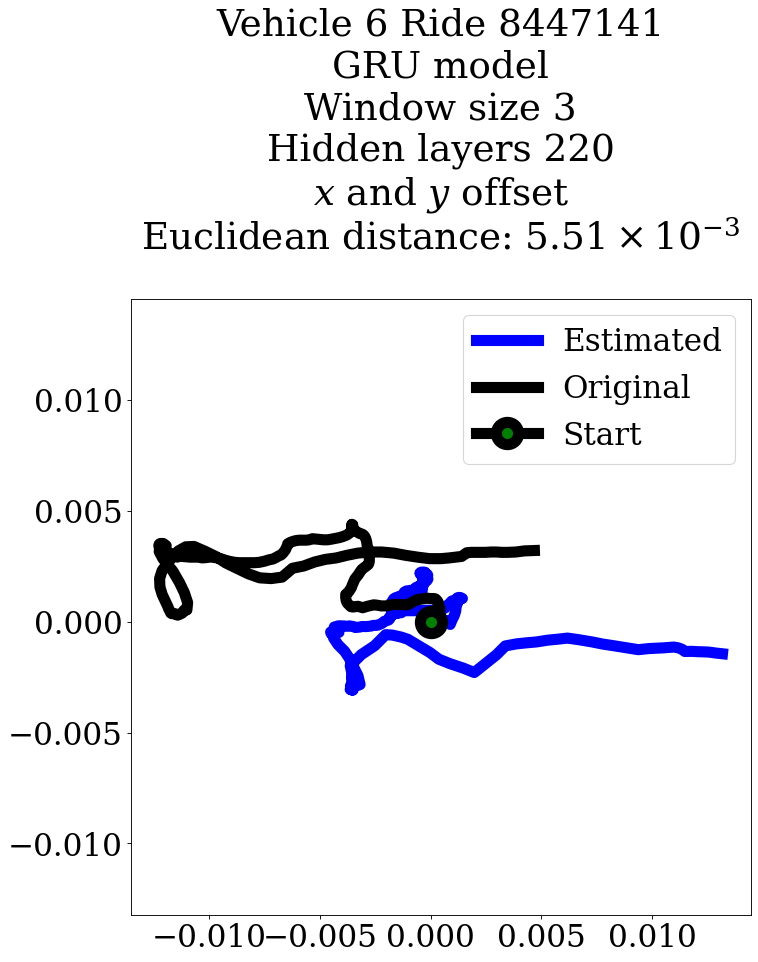 Vehicle 6 Ride 8447141
GRU model
Window size 3
Hidden layers 220
x and y offset
Euclidean distance: 5.51 × 10⁻³
Estimated
Original
Start
0.010
0.005
0.000
−0.005
−0.010
−0.010 −0.005 0.000 0.005 0.010